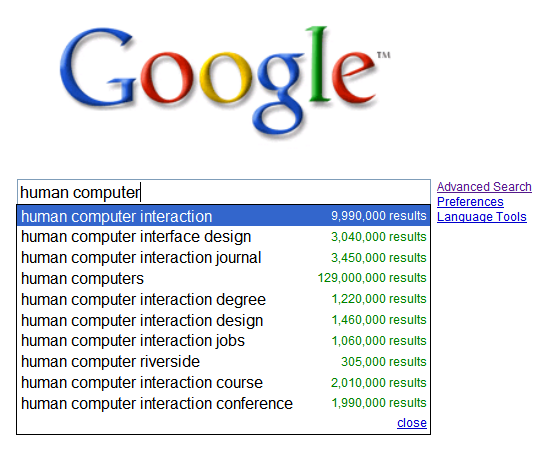 Google™
human computer
Advanced Search
Preferences
Language Tools
human computer interaction 9,990,000 results
human computer interface design 3,040,000 results
human computer interaction journal 3,450,000 results
human computers 129,000,000 results
human computer interaction degree 1,220,000 results
human computer interaction design 1,460,000 results
human computer interaction jobs 1,060,000 results
human computer riverside 305,000 results
human computer interaction course 2,010,000 results
human computer interaction conference 1,990,000 results
close